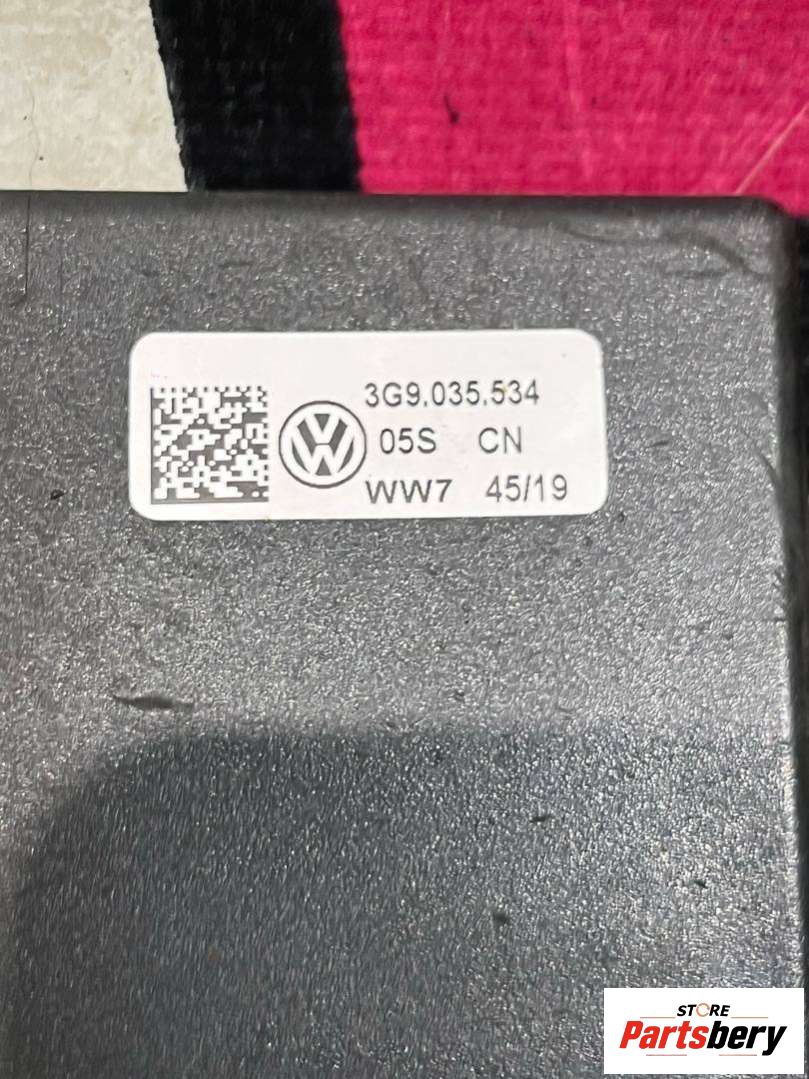 3G9.035.534
05S CN
WW7 45/19
STORE
Partsbery